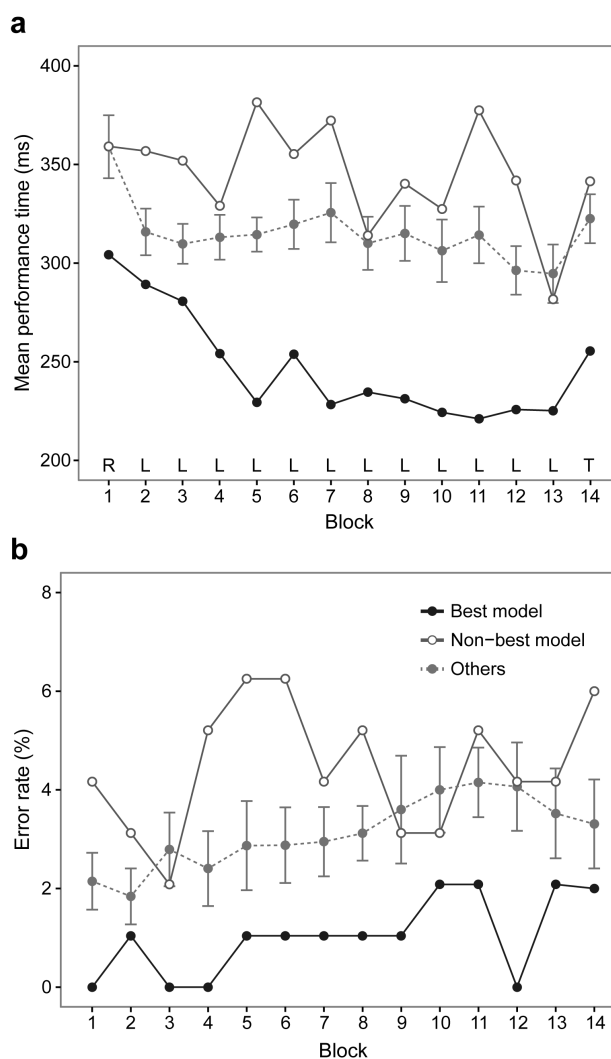 a
400
350
300
250
200
Mean performance time (ms)
R L L L L L L L L L L L L T
1 2 3 4 5 6 7 8 9 10 11 12 13 14
Block
b
8
6
4
2
0
Error rate (%)
Best model
Non−best model
Others
1 2 3 4 5 6 7 8 9 10 11 12 13 14
Block